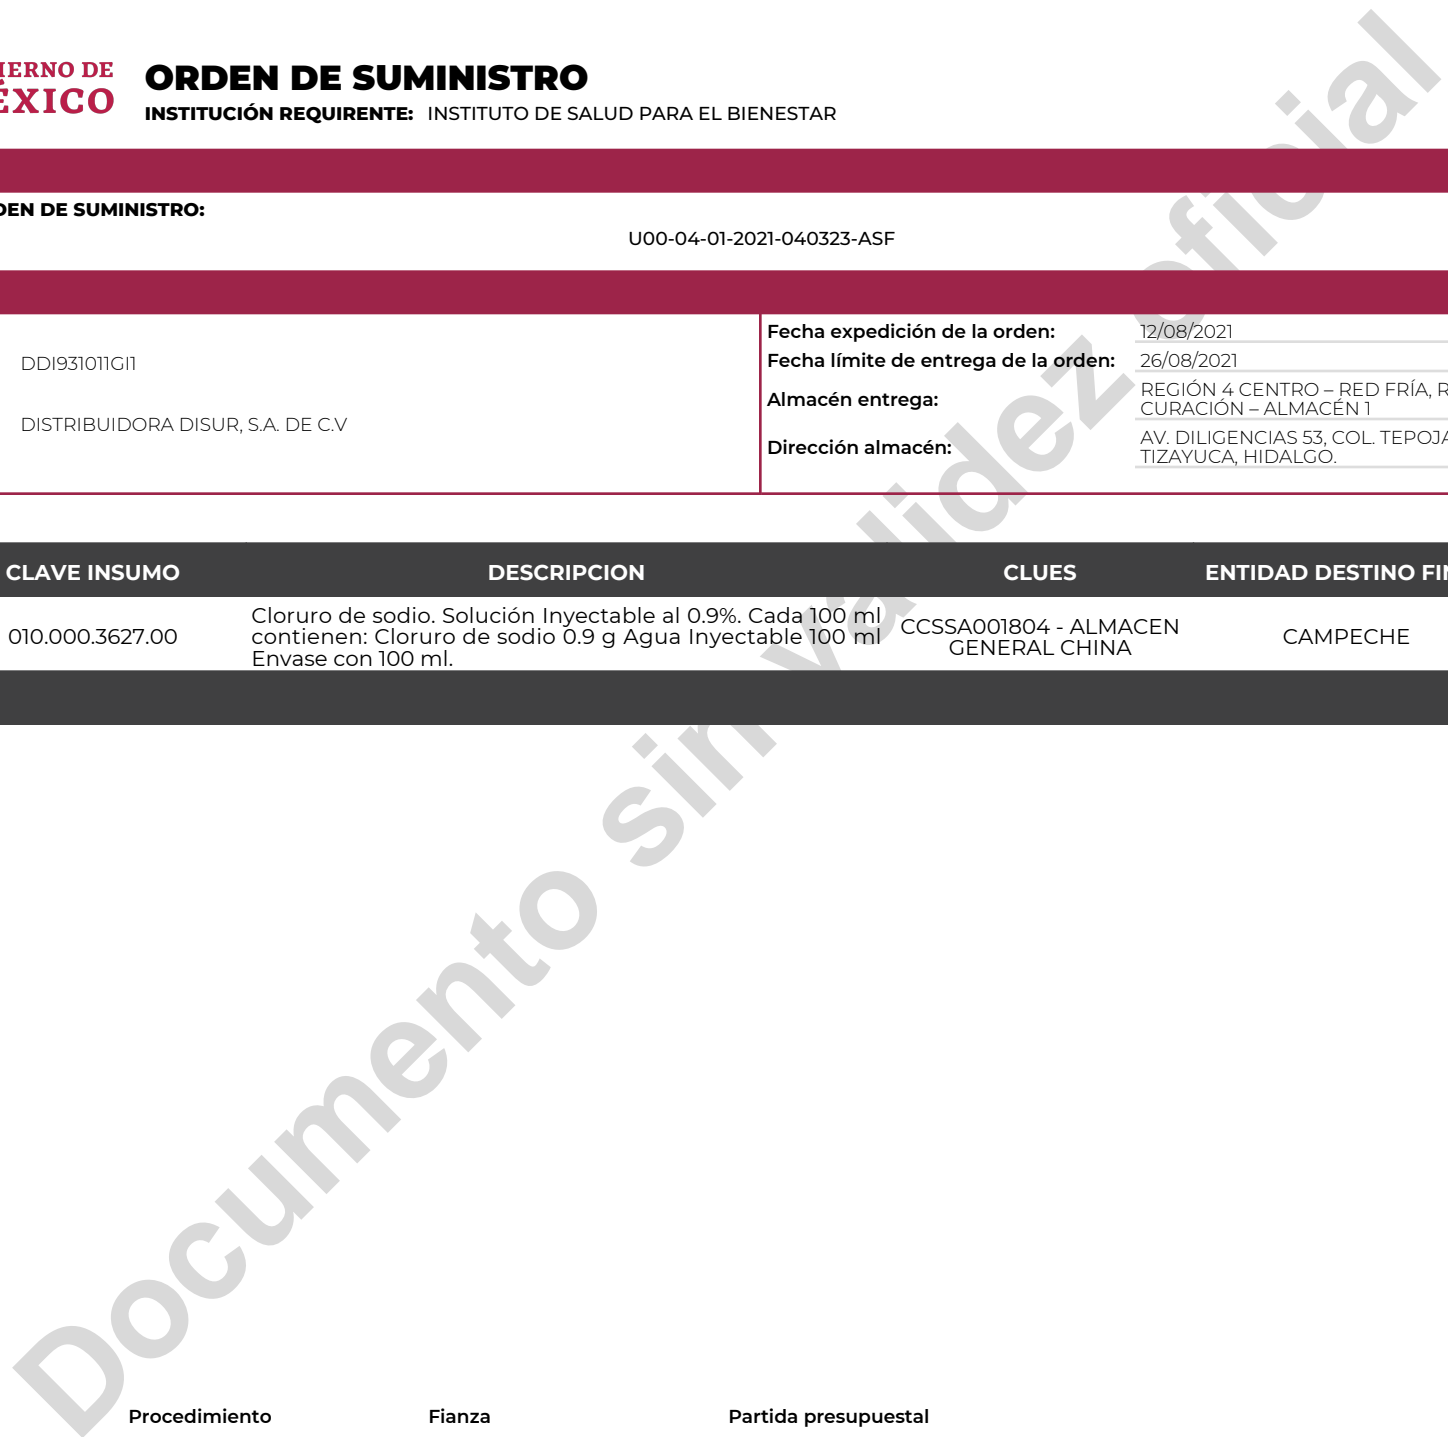 ORDEN DE SUMINISTRO
INSTITUCIÓN REQUIRENTE: INSTITUTO DE SALUD PARA EL BIENESTAR
IERNO DE
ÉXICO
DEN DE SUMINISTRO:
U00-04-01-2021-040323-ASF
DDI931011GI1
DISTRIBUIDORA DISUR, S.A. DE C.V
Fecha expedición de la orden: 12/08/2021
Fecha límite de entrega de la orden: 26/08/2021
Almacén entrega: REGIÓN 4 CENTRO – RED FRÍA, R
CURACIÓN – ALMACÉN 1
Dirección almacén: AV. DILIGENCIAS 53, COL. TEPOJA
TIZAYUCA, HIDALGO.
CLAVE INSUMO DESCRIPCION CLUES ENTIDAD DESTINO FIN
010.000.3627.00
Cloruro de sodio. Solución Inyectable al 0.9%. Cada 100 ml
contienen: Cloruro de sodio 0.9 g Agua Inyectable 100 ml
Envase con 100 ml.
CCSSA001804 - ALMACEN
GENERAL CHINA
CAMPECHE
Documento sin validez oficial
Procedimiento Fianza Partida presupuestal